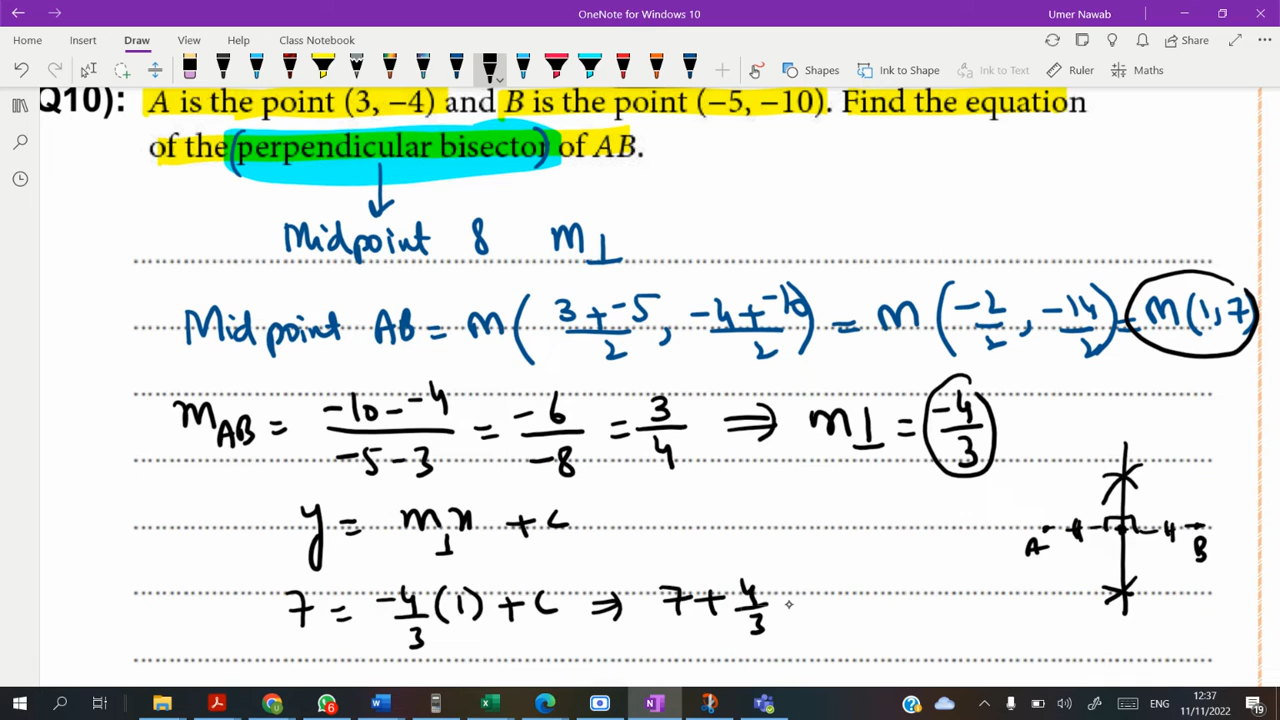 OneNote for Windows 10
Umer Nawab
Home Insert Draw View Help Class Notebook
Share
Shapes Ink to Shape Ink to Text Ruler Maths
Q10): A is the point (3, −4) and B is the point (−5, −10). Find the equation
of the (perpendicular bisector) of AB.
Midpoint & m⊥
Midpoint AB = M( 3+-5/2 , -4+-10/2 ) = M( -2/2 , -14/2 ) = M(1,7)
mAB = -10--4/-5-3 = -6/-8 = 3/4 ⇒ m⊥ = -4/3
y = m⊥x + c
A B
7 = -4/3 (1) + c ⇒ 7 + 4/3
6
ENG
12:37
11/11/2022
19